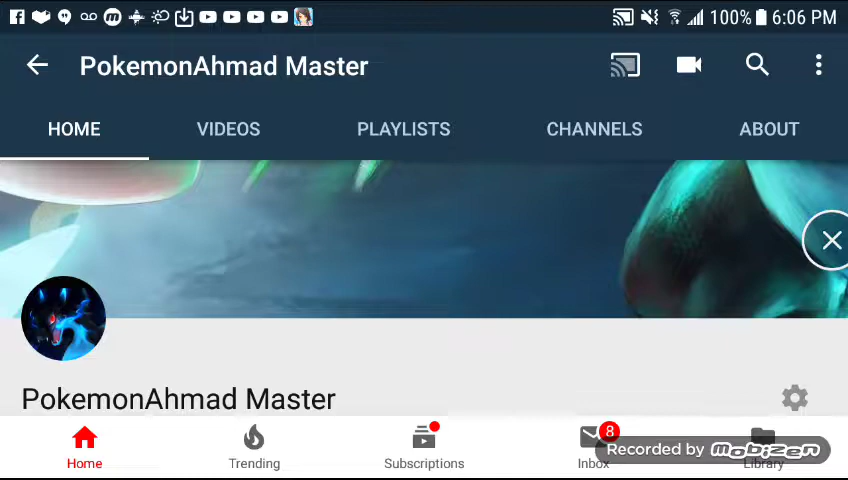 100% 6:06 PM
PokemonAhmad Master
HOME VIDEOS PLAYLISTS CHANNELS ABOUT
PokemonAhmad Master
8
Home Trending Subscriptions Inbox Library
Recorded by Mobizen